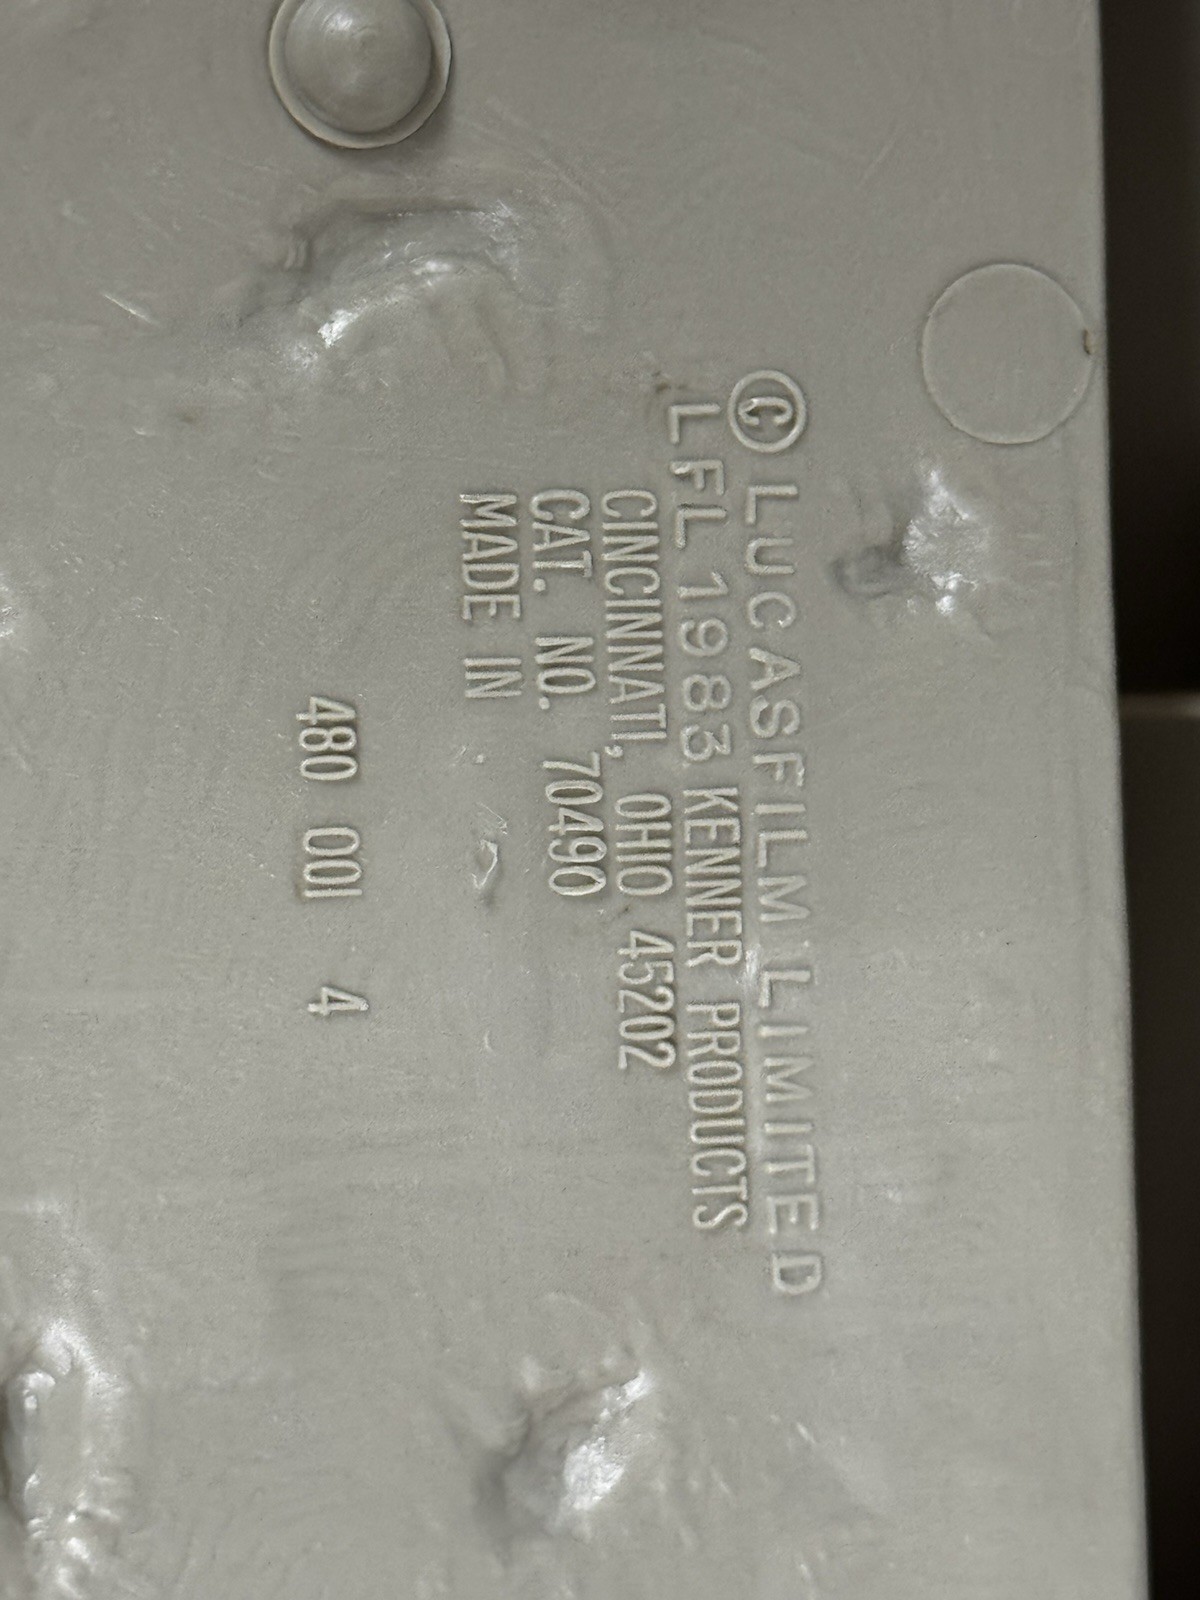 © LUCASFILM LIMITED
LFL 1983 KENNER PRODUCTS
CINCINNATI, OHIO 45202
CAT. NO. 70490
MADE IN
480 001 4